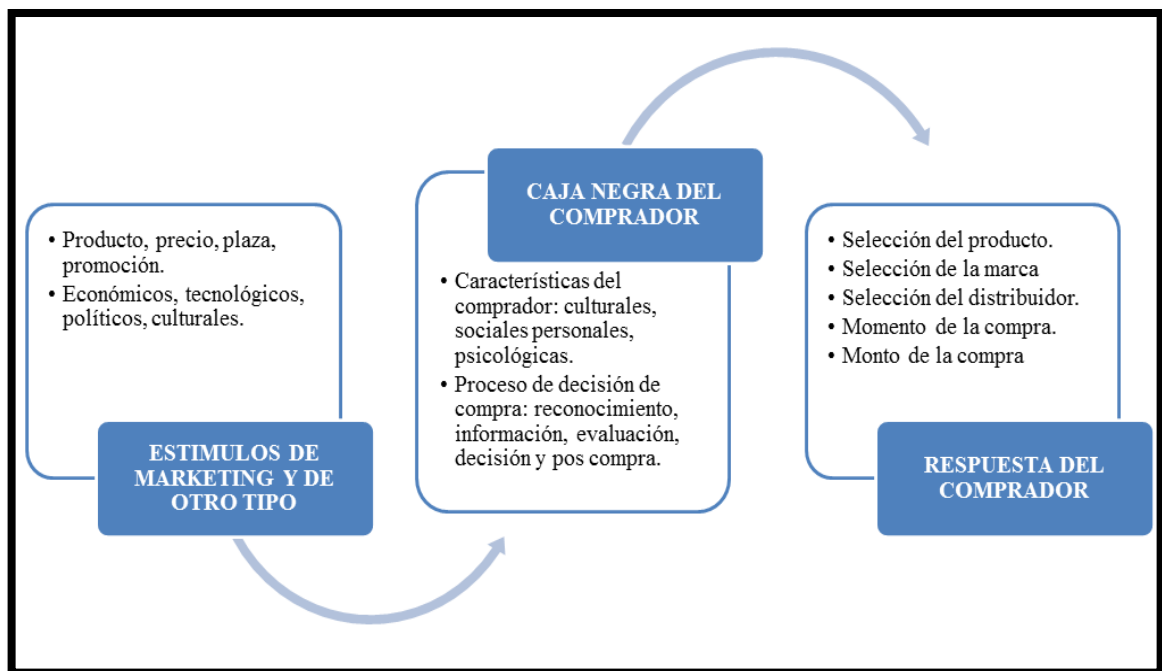 • Producto, precio, plaza,
promoción.
• Económicos, tecnológicos,
políticos, culturales.
ESTIMULOS DE
MARKETING Y DE
OTRO TIPO
CAJA NEGRA DEL
COMPRADOR
• Características del
comprador: culturales,
sociales personales,
psicológicas.
• Proceso de decisión de
compra: reconocimiento,
información, evaluación,
decisión y pos compra.
• Selección del producto.
• Selección de la marca
• Selección del distribuidor.
• Momento de la compra.
• Monto de la compra
RESPUESTA DEL
COMPRADOR